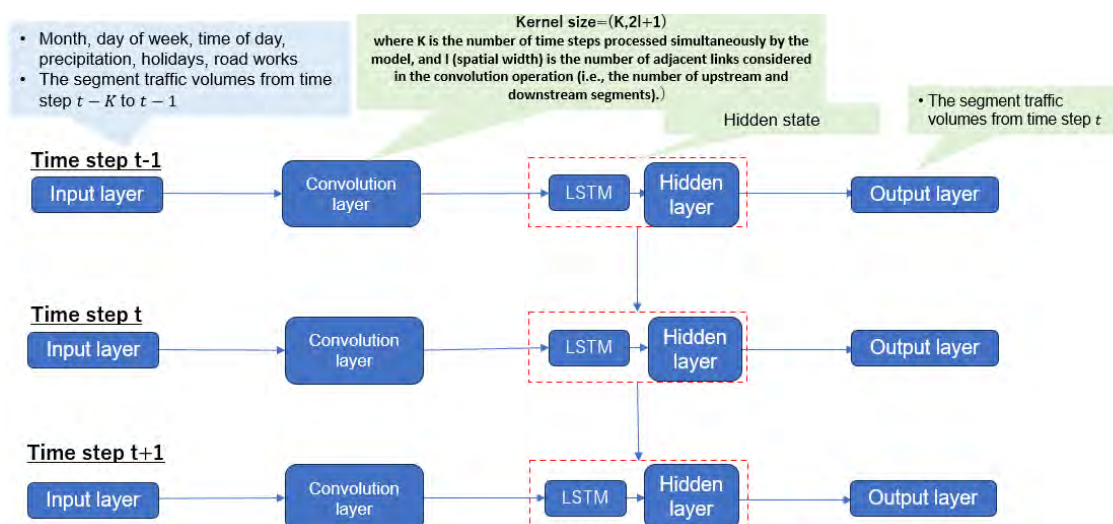 • Month, day of week, time of day,
precipitation, holidays, road works
• The segment traffic volumes from time
step t − K to t − 1
Kernel size=(K,2l+1)
where K is the number of time steps processed simultaneously by the
model, and l (spatial width) is the number of adjacent links considered
in the convolution operation (i.e., the number of upstream and
downstream segments).)
Hidden state
• The segment traffic
volumes from time step t
Time step t-1
Input layer
Convolution
layer
LSTM
Hidden
layer
Output layer
Time step t
Input layer
Convolution
layer
LSTM
Hidden
layer
Output layer
Time step t+1
Input layer
Convolution
layer
LSTM
Hidden
layer
Output layer